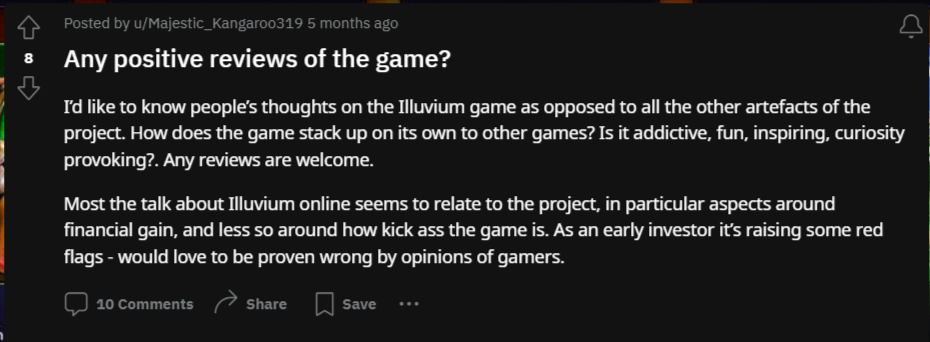 Posted by u/Majestic_Kangaroo319 5 months ago
8
Any positive reviews of the game?
I'd like to know people's thoughts on the Illuvium game as opposed to all the other artefacts of the
project. How does the game stack up on its own to other games? Is it addictive, fun, inspiring, curiosity
provoking?. Any reviews are welcome.
Most the talk about Illuvium online seems to relate to the project, in particular aspects around
financial gain, and less so around how kick ass the game is. As an early investor it's raising some red
flags - would love to be proven wrong by opinions of gamers.
10 Comments Share Save